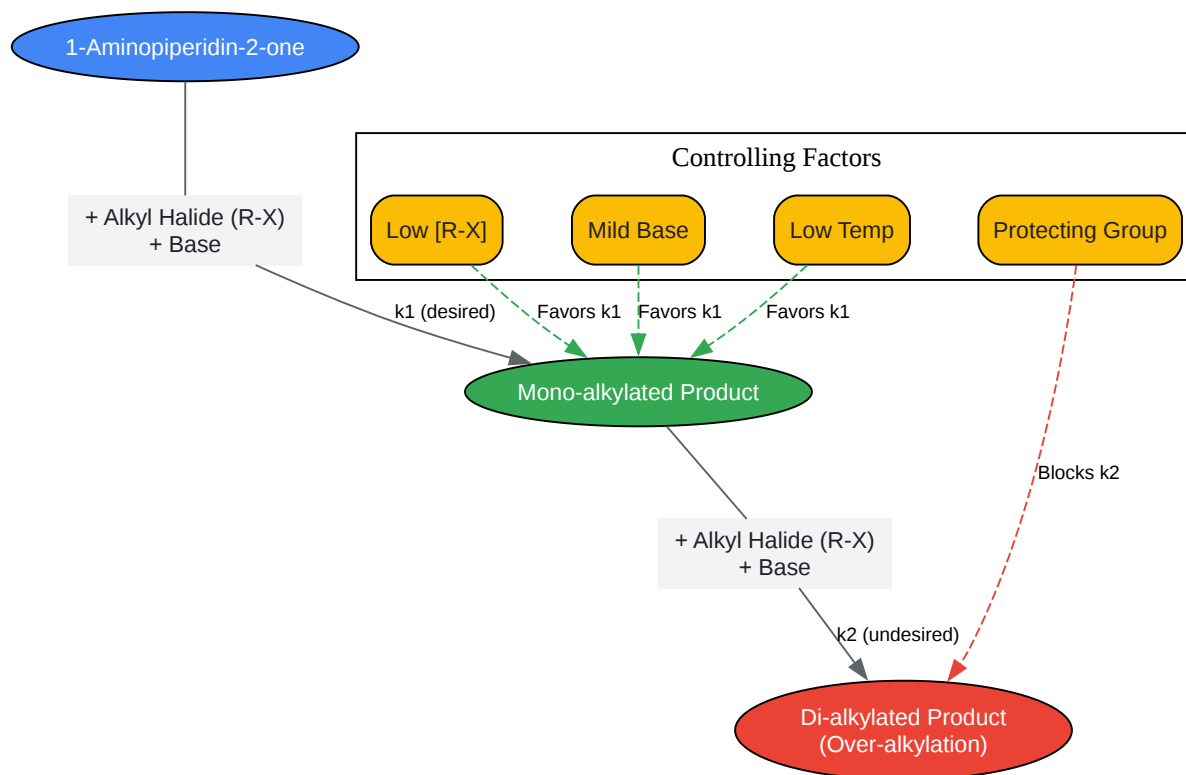 1-Aminopiperidin-2-one
+ Alkyl Halide (R-X)
+ Base
Controlling Factors
Low [R-X]
Mild Base
Low Temp
Protecting Group
k1 (desired)
Favors k1
Favors k1
Favors k1
Mono-alkylated Product
Blocks k2
+ Alkyl Halide (R-X)
+ Base
k2 (undesired)
Di-alkylated Product
(Over-alkylation)